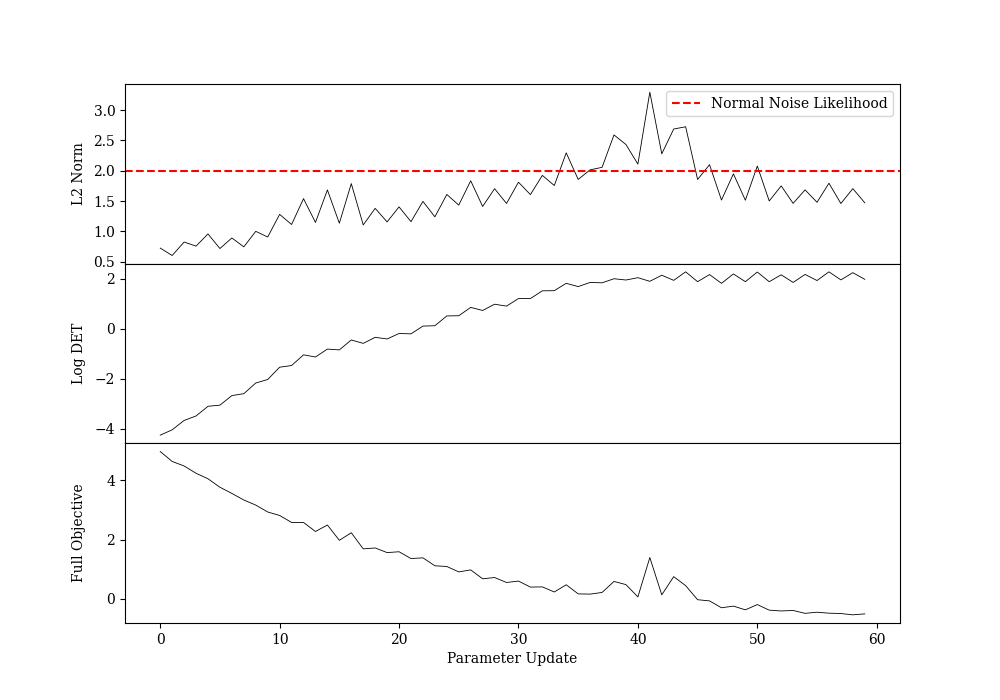 Normal Noise Likelihood
3.0
2.5
2.0
1.5
1.0
0.5
L2 Norm
2
0
−2
−4
Log DET
4
2
0
Full Objective
0 10 20 30 40 50 60
Parameter Update